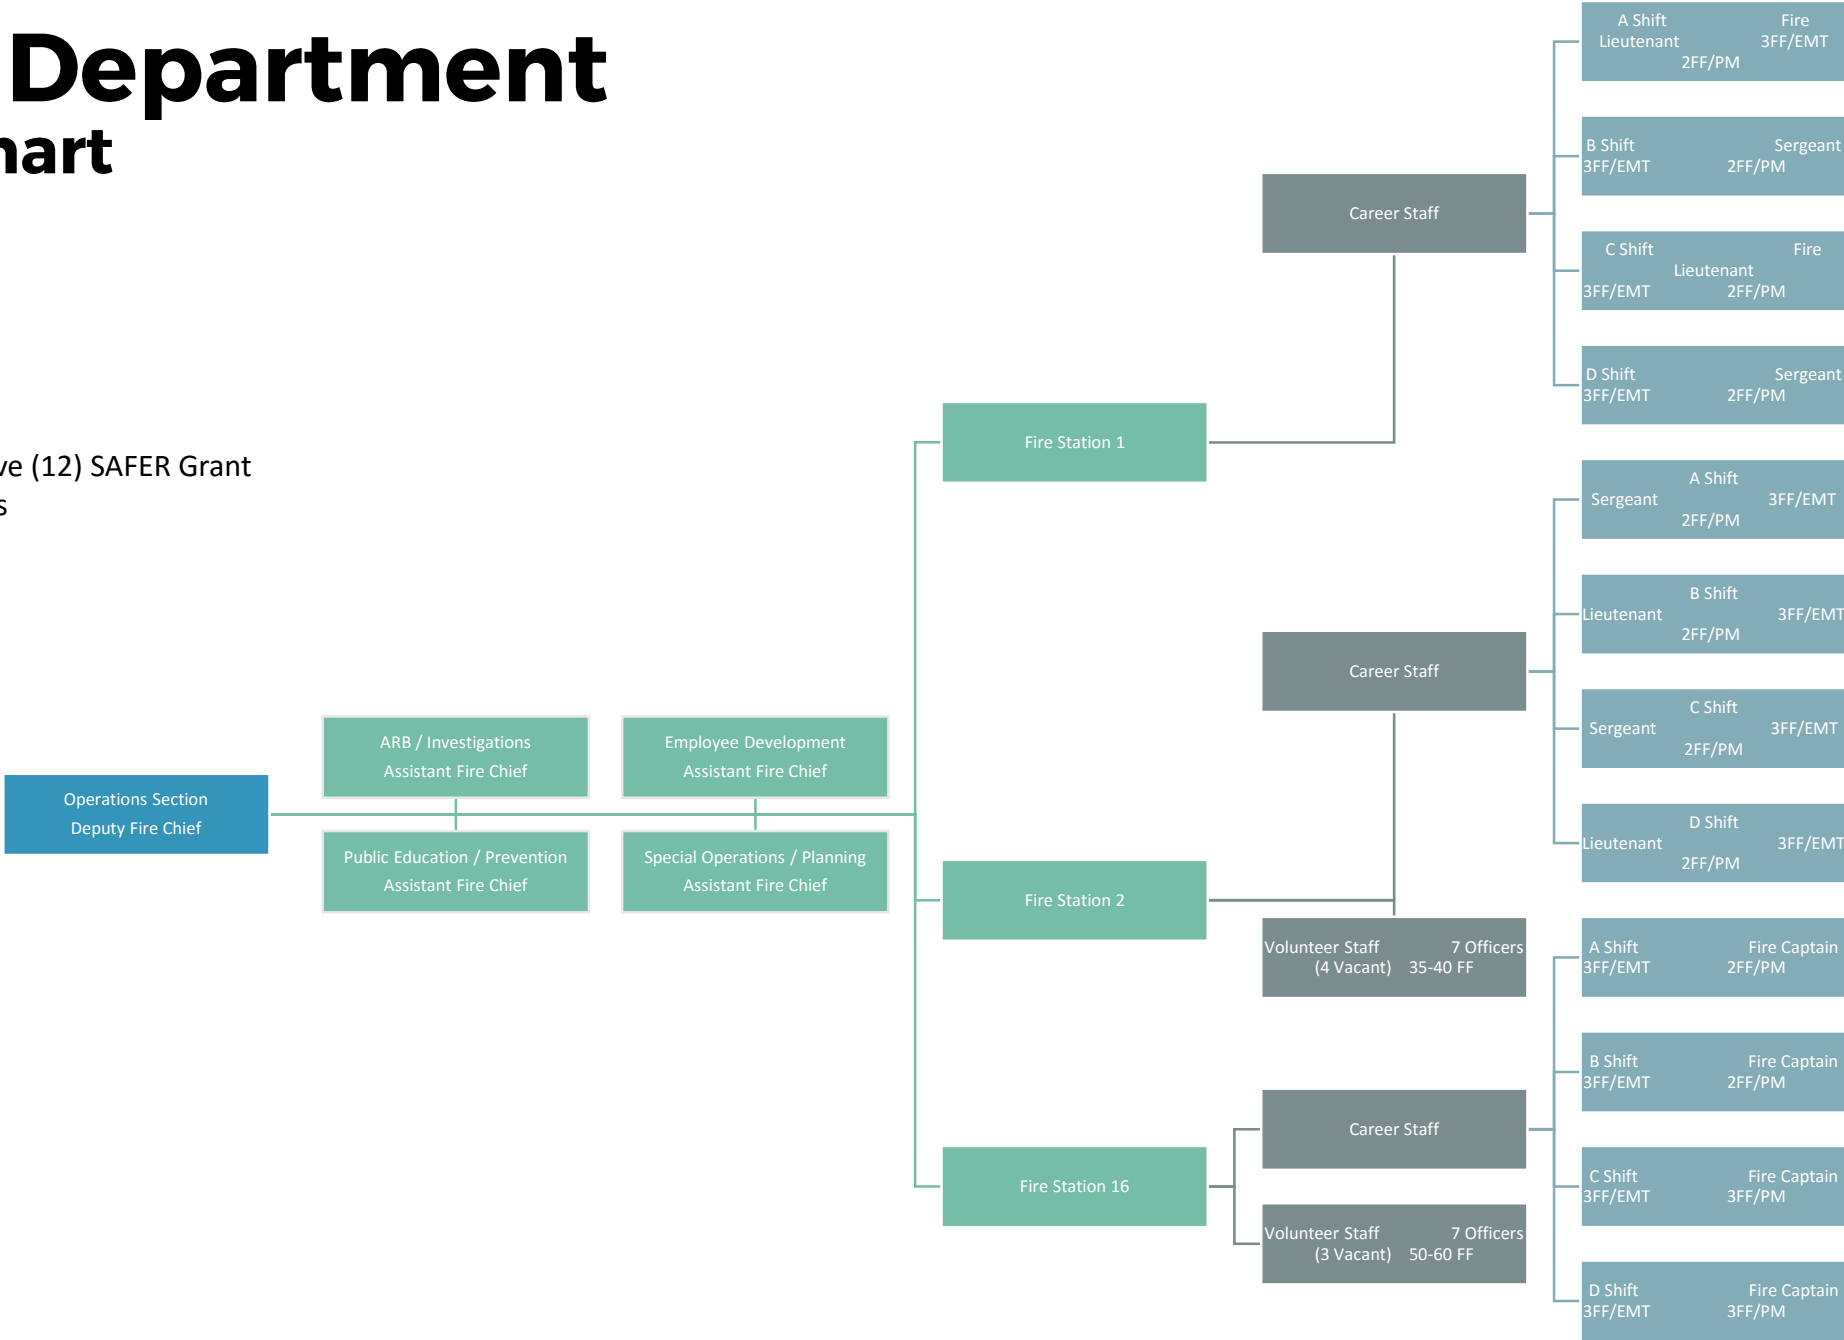 Department
hart
ve (12) SAFER Grant
s
Operations Section
Deputy Fire Chief
ARB / Investigations
Assistant Fire Chief
Employee Development
Assistant Fire Chief
Public Education / Prevention
Assistant Fire Chief
Special Operations / Planning
Assistant Fire Chief
Fire Station 1
Career Staff
A Shift Fire
Lieutenant 3FF/EMT
2FF/PM
B Shift Sergeant
3FF/EMT 2FF/PM
C Shift Fire
Lieutenant
3FF/EMT 2FF/PM
D Shift Sergeant
3FF/EMT 2FF/PM
Fire Station 2
Career Staff
A Shift
Sergeant 3FF/EMT
2FF/PM
B Shift
Lieutenant 3FF/EMT
2FF/PM
C Shift
Sergeant 3FF/EMT
2FF/PM
D Shift
Lieutenant 3FF/EMT
2FF/PM
Volunteer Staff 7 Officers
(4 Vacant) 35-40 FF
Fire Station 16
Career Staff
A Shift Fire Captain
3FF/EMT 2FF/PM
B Shift Fire Captain
3FF/EMT 2FF/PM
C Shift Fire Captain
3FF/EMT 3FF/PM
D Shift Fire Captain
3FF/EMT 3FF/PM
Volunteer Staff 7 Officers
(3 Vacant) 50-60 FF